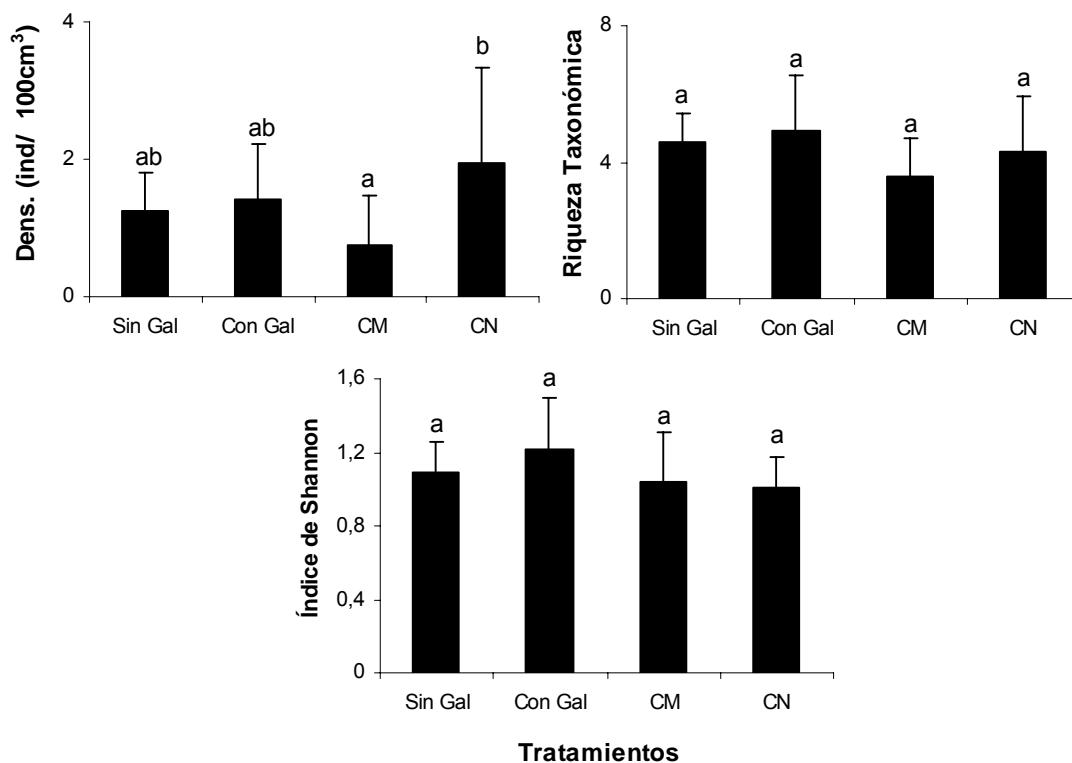 4
2
0
Dens. (ind/ 100cm³)
ab
ab
a
b
Sin Gal
Con Gal
CM
CN
8
4
0
Riqueza Taxonómica
a
a
a
a
Sin Gal
Con Gal
CM
CN
1,6
1,2
0,8
0,4
0
Índice de Shannon
a
a
a
a
Sin Gal
Con Gal
CM
CN
Tratamientos